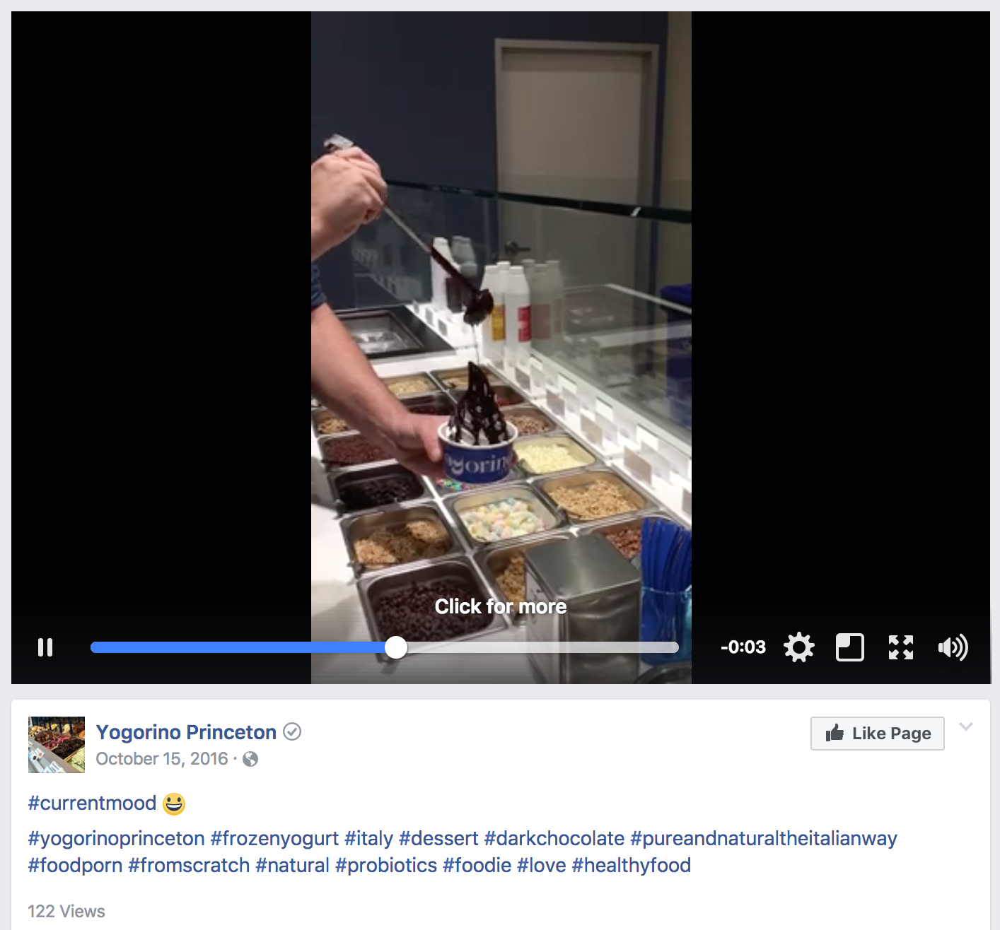 ogorin
Click for more
-0:03
Yogorino Princeton
Like Page
October 15, 2016 ·
#currentmood
#yogorinoprinceton #frozenyogurt #italy #dessert #darkchocolate #pureandnaturaltheitalianway
#foodporn #fromscratch #natural #probiotics #foodie #love #healthyfood
122 Views